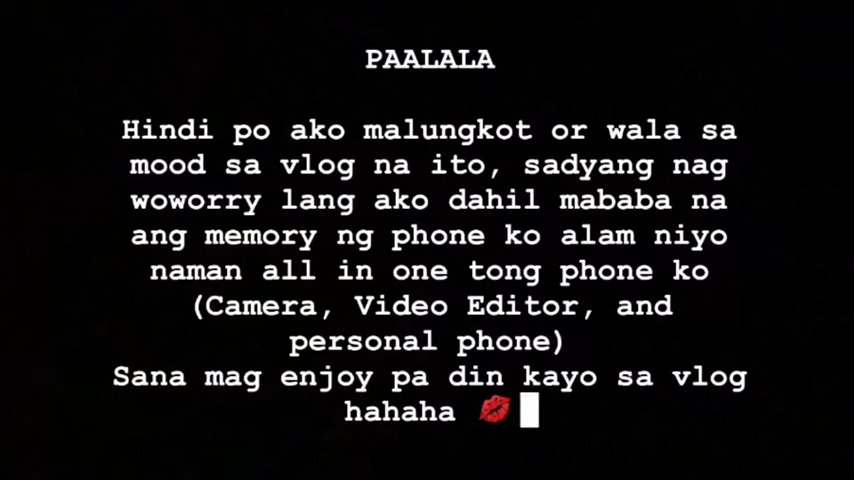 PAALALA
Hindi po ako malungkot or wala sa
mood sa vlog na ito, sadyang nag
woworry lang ako dahil mababa na
ang memory ng phone ko alam niyo
naman all in one tong phone ko
(Camera, Video Editor, and
personal phone)
Sana mag enjoy pa din kayo sa vlog
hahaha 💋